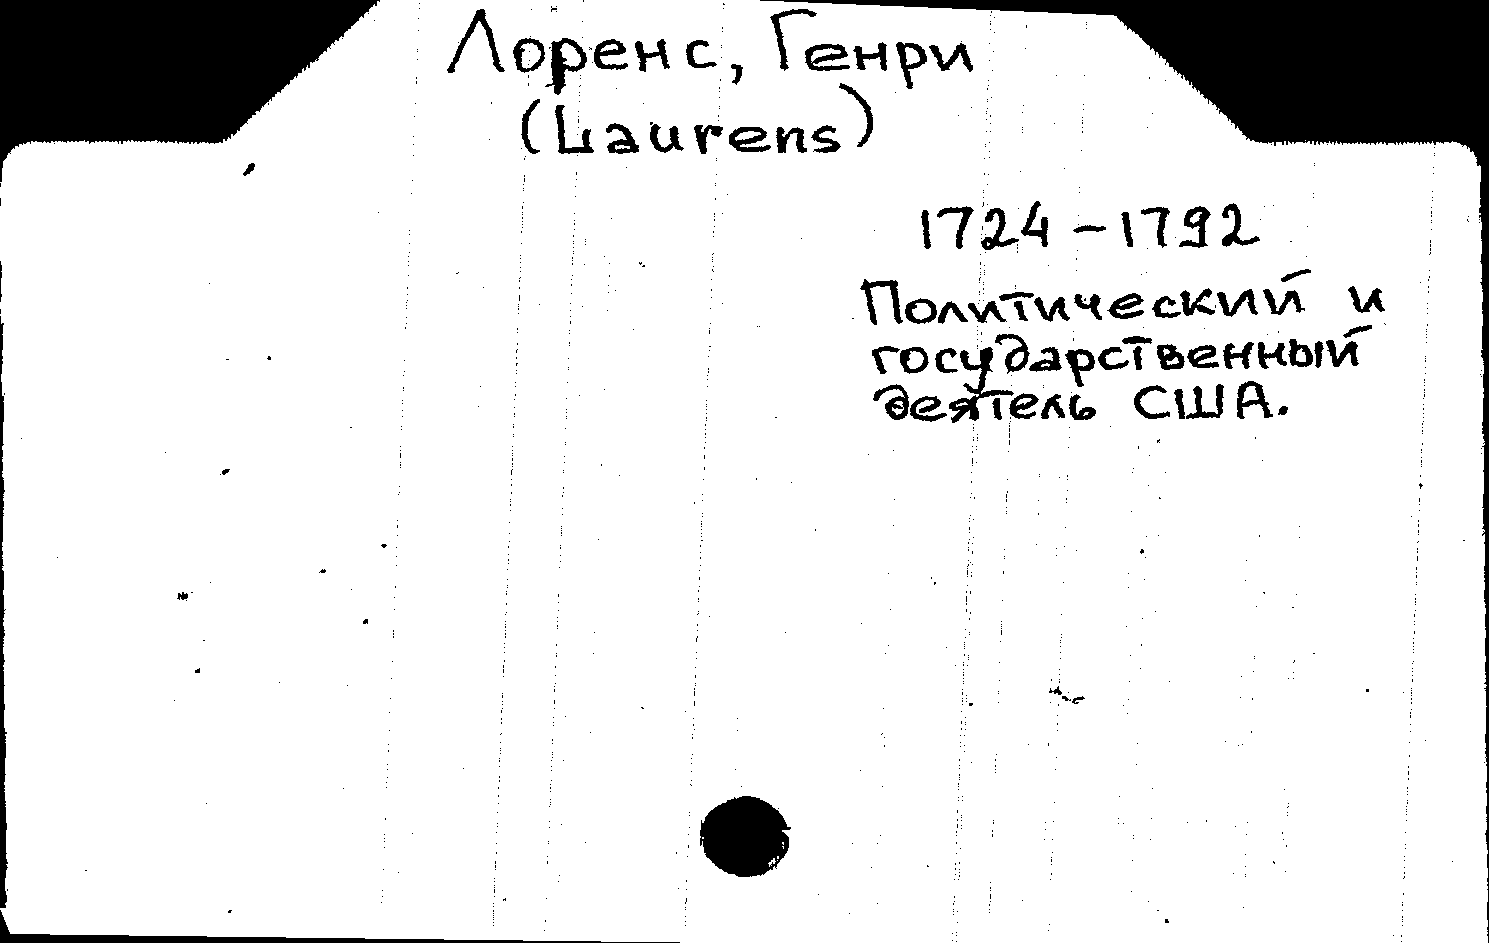 Лоренс, Генри
(Laurens)
1724 – 1792
Политический и
государственный
деятель США.